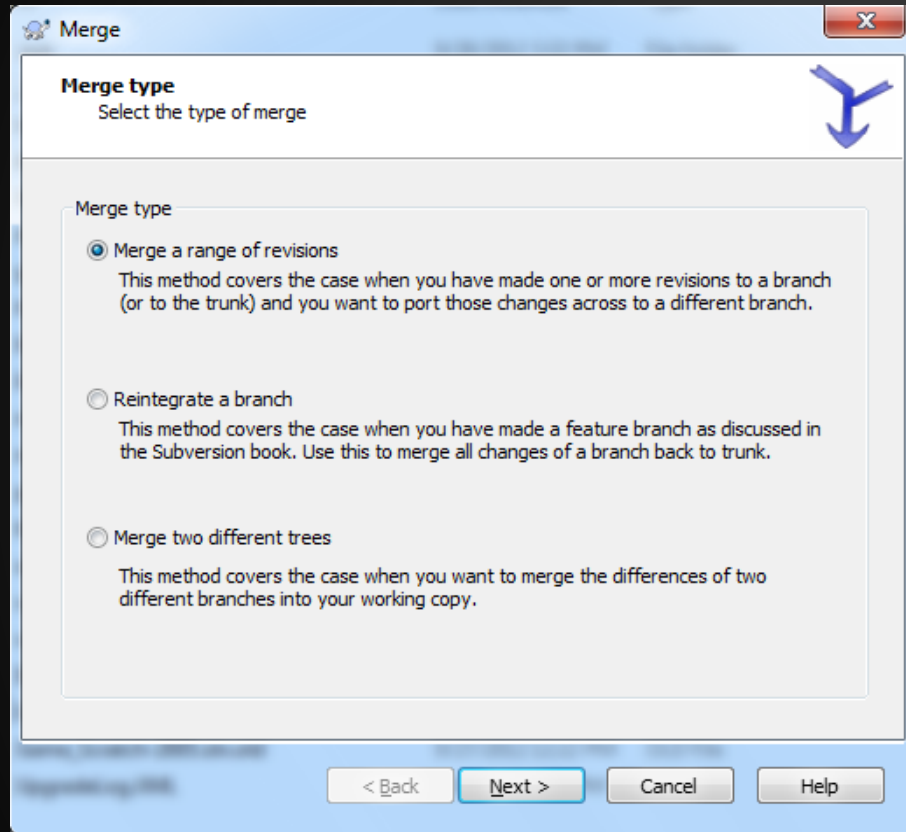 Merge
Merge type
Select the type of merge
Merge type
Merge a range of revisions
This method covers the case when you have made one or more revisions to a branch
(or to the trunk) and you want to port those changes across to a different branch.
Reintegrate a branch
This method covers the case when you have made a feature branch as discussed in
the Subversion book. Use this to merge all changes of a branch back to trunk.
Merge two different trees
This method covers the case when you want to merge the differences of two
different branches into your working copy.
< Back Next > Cancel Help